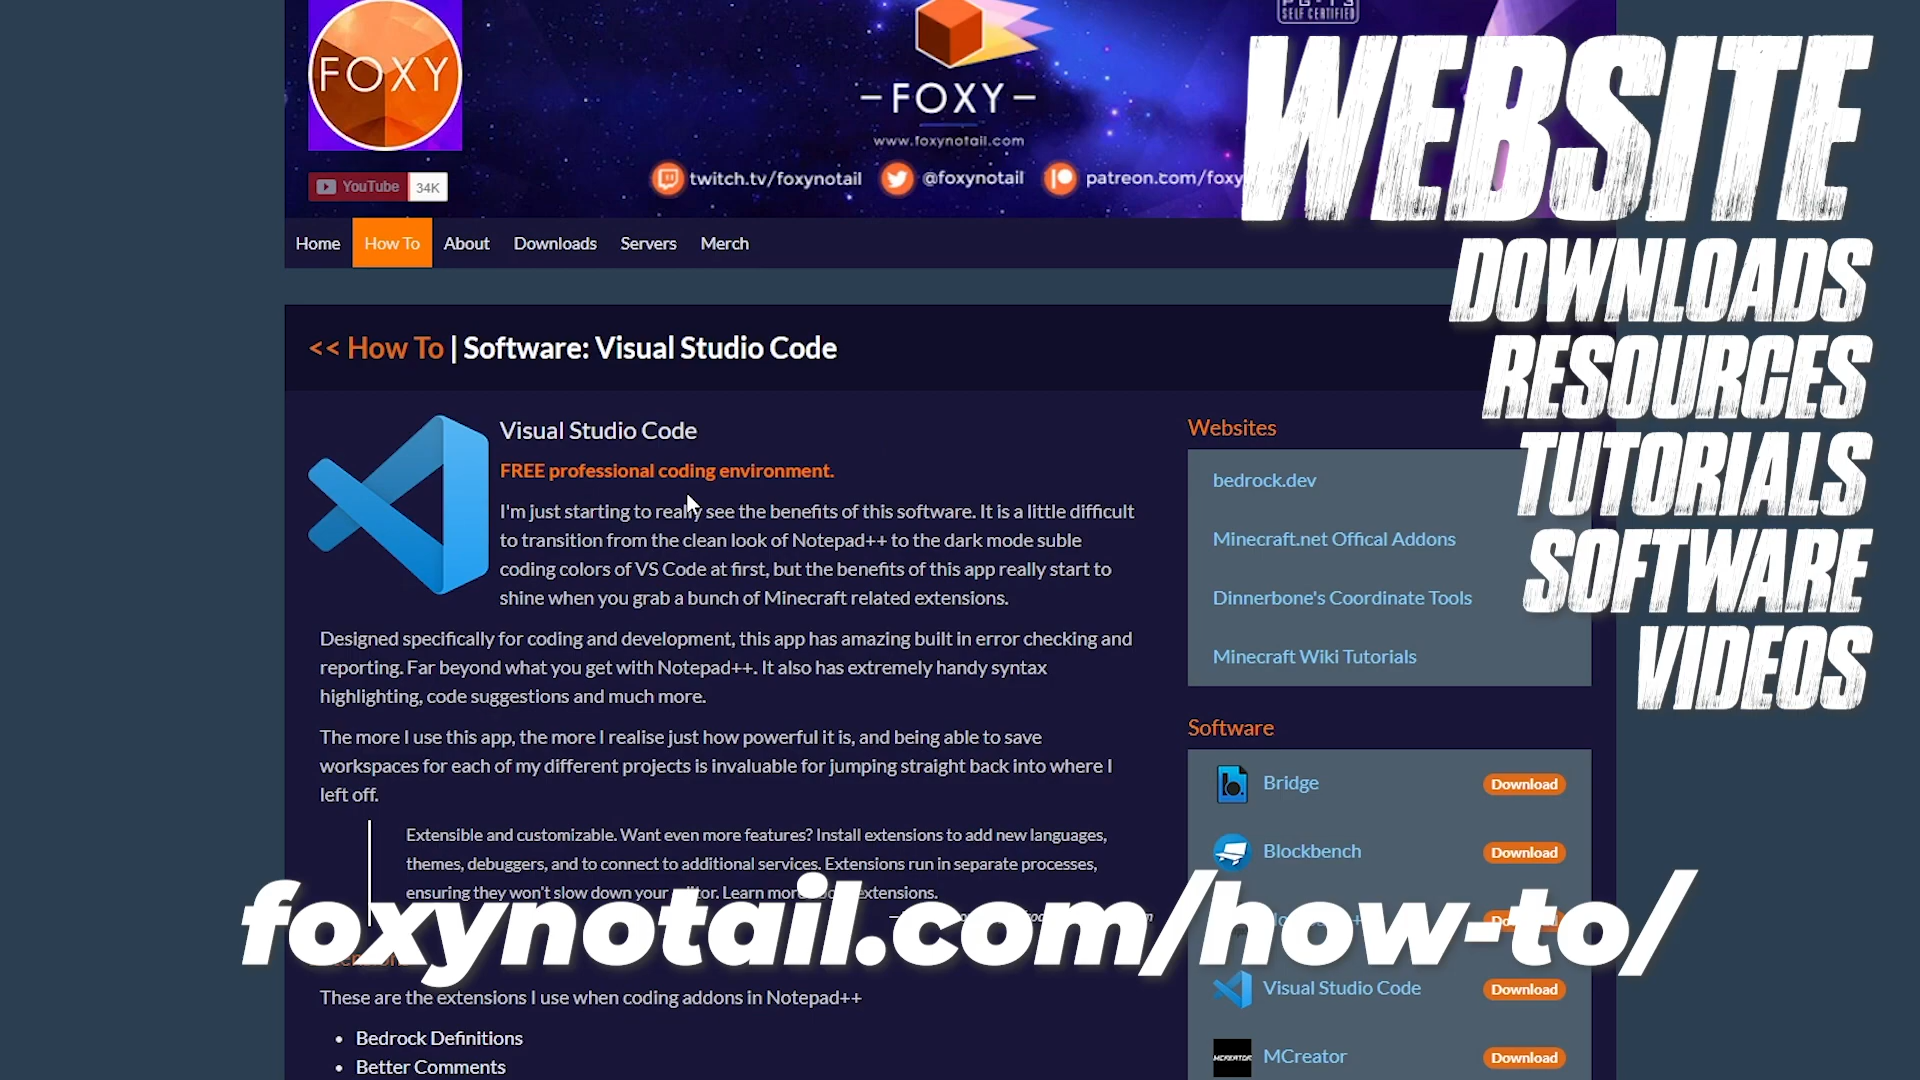 FOXY
YouTube 34K
SELF CERTIFIED
—FOXY—
www.foxynotail.com
twitch.tv/foxynotail @foxynotail patreon.com/foxy
Home How To About Downloads Servers Merch
WEBSITE
DOWNLOADS
RESOURCES
TUTORIALS
SOFTWARE
VIDEOS
<< How To | Software: Visual Studio Code
Visual Studio Code
FREE professional coding environment.
I'm just starting to really see the benefits of this software. It is a little difficult
to transition from the clean look of Notepad++ to the dark mode suble
coding colors of VS Code at first, but the benefits of this app really start to
shine when you grab a bunch of Minecraft related extensions.
Designed specifically for coding and development, this app has amazing built in error checking and
reporting. Far beyond what you get with Notepad++. It also has extremely handy syntax
highlighting, code suggestions and much more.
The more I use this app, the more I realise just how powerful it is, and being able to save
workspaces for each of my different projects is invaluable for jumping straight back into where I
left off.
Extensible and customizable. Want even more features? Install extensions to add new languages,
themes, debuggers, and to connect to additional services. Extensions run in separate processes,
ensuring they won't slow down your editor. Learn more extensions.
These are the extensions I use when coding addons in Notepad++
• Bedrock Definitions
• Better Comments
Websites
bedrock.dev
Minecraft.net Offical Addons
Dinnerbone's Coordinate Tools
Minecraft Wiki Tutorials
Software
Bridge Download
Blockbench Download
Visual Studio Code Download
MCREATOR MCreator Download
foxynotail.com/how-to/